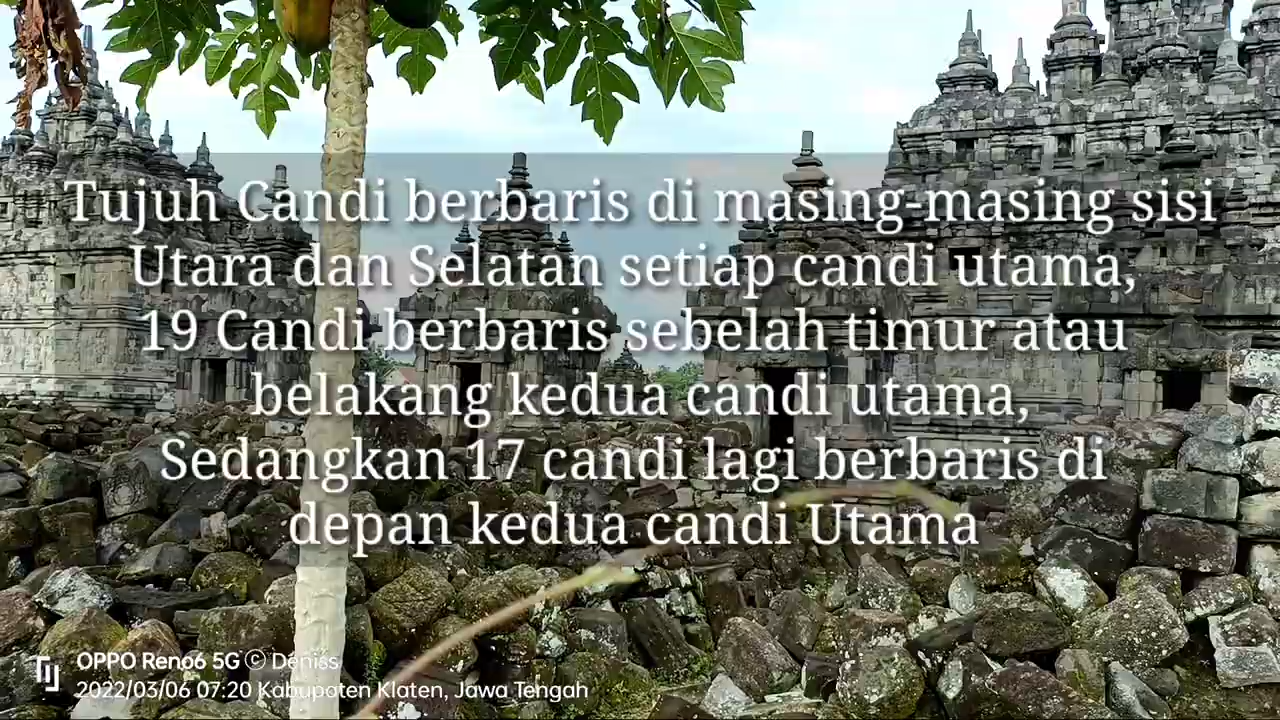 Tujuh Candi berbaris di masing-masing sisi
Utara dan Selatan setiap candi utama,
19 Candi berbaris sebelah timur atau
belakang kedua candi utama,
Sedangkan 17 candi lagi berbaris di
depan kedua candi Utama
OPPO Reno6 5G © Deniss
2022/03/06 07:20 Kabupaten Klaten, Jawa Tengah